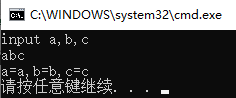 C:\WINDOWS\system32\cmd.exe
input a,b,c
abc
a=a,b=b,c=c
请按任意键继续. . .